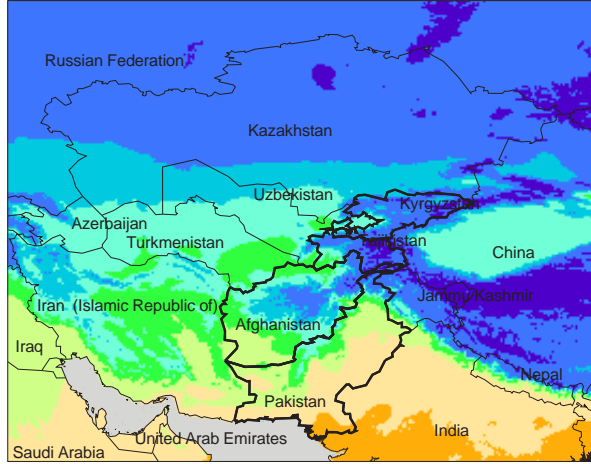 Russian Federation
Kazakhstan
Uzbekistan
Kyrgyzstan
Azerbaijan
Turkmenistan
Tajikistan
China
Iran (Islamic Republic of)
Jammu/Kashmir
Afghanistan
Iraq
Nepal
Pakistan
United Arab Emirates
India
Saudi Arabia